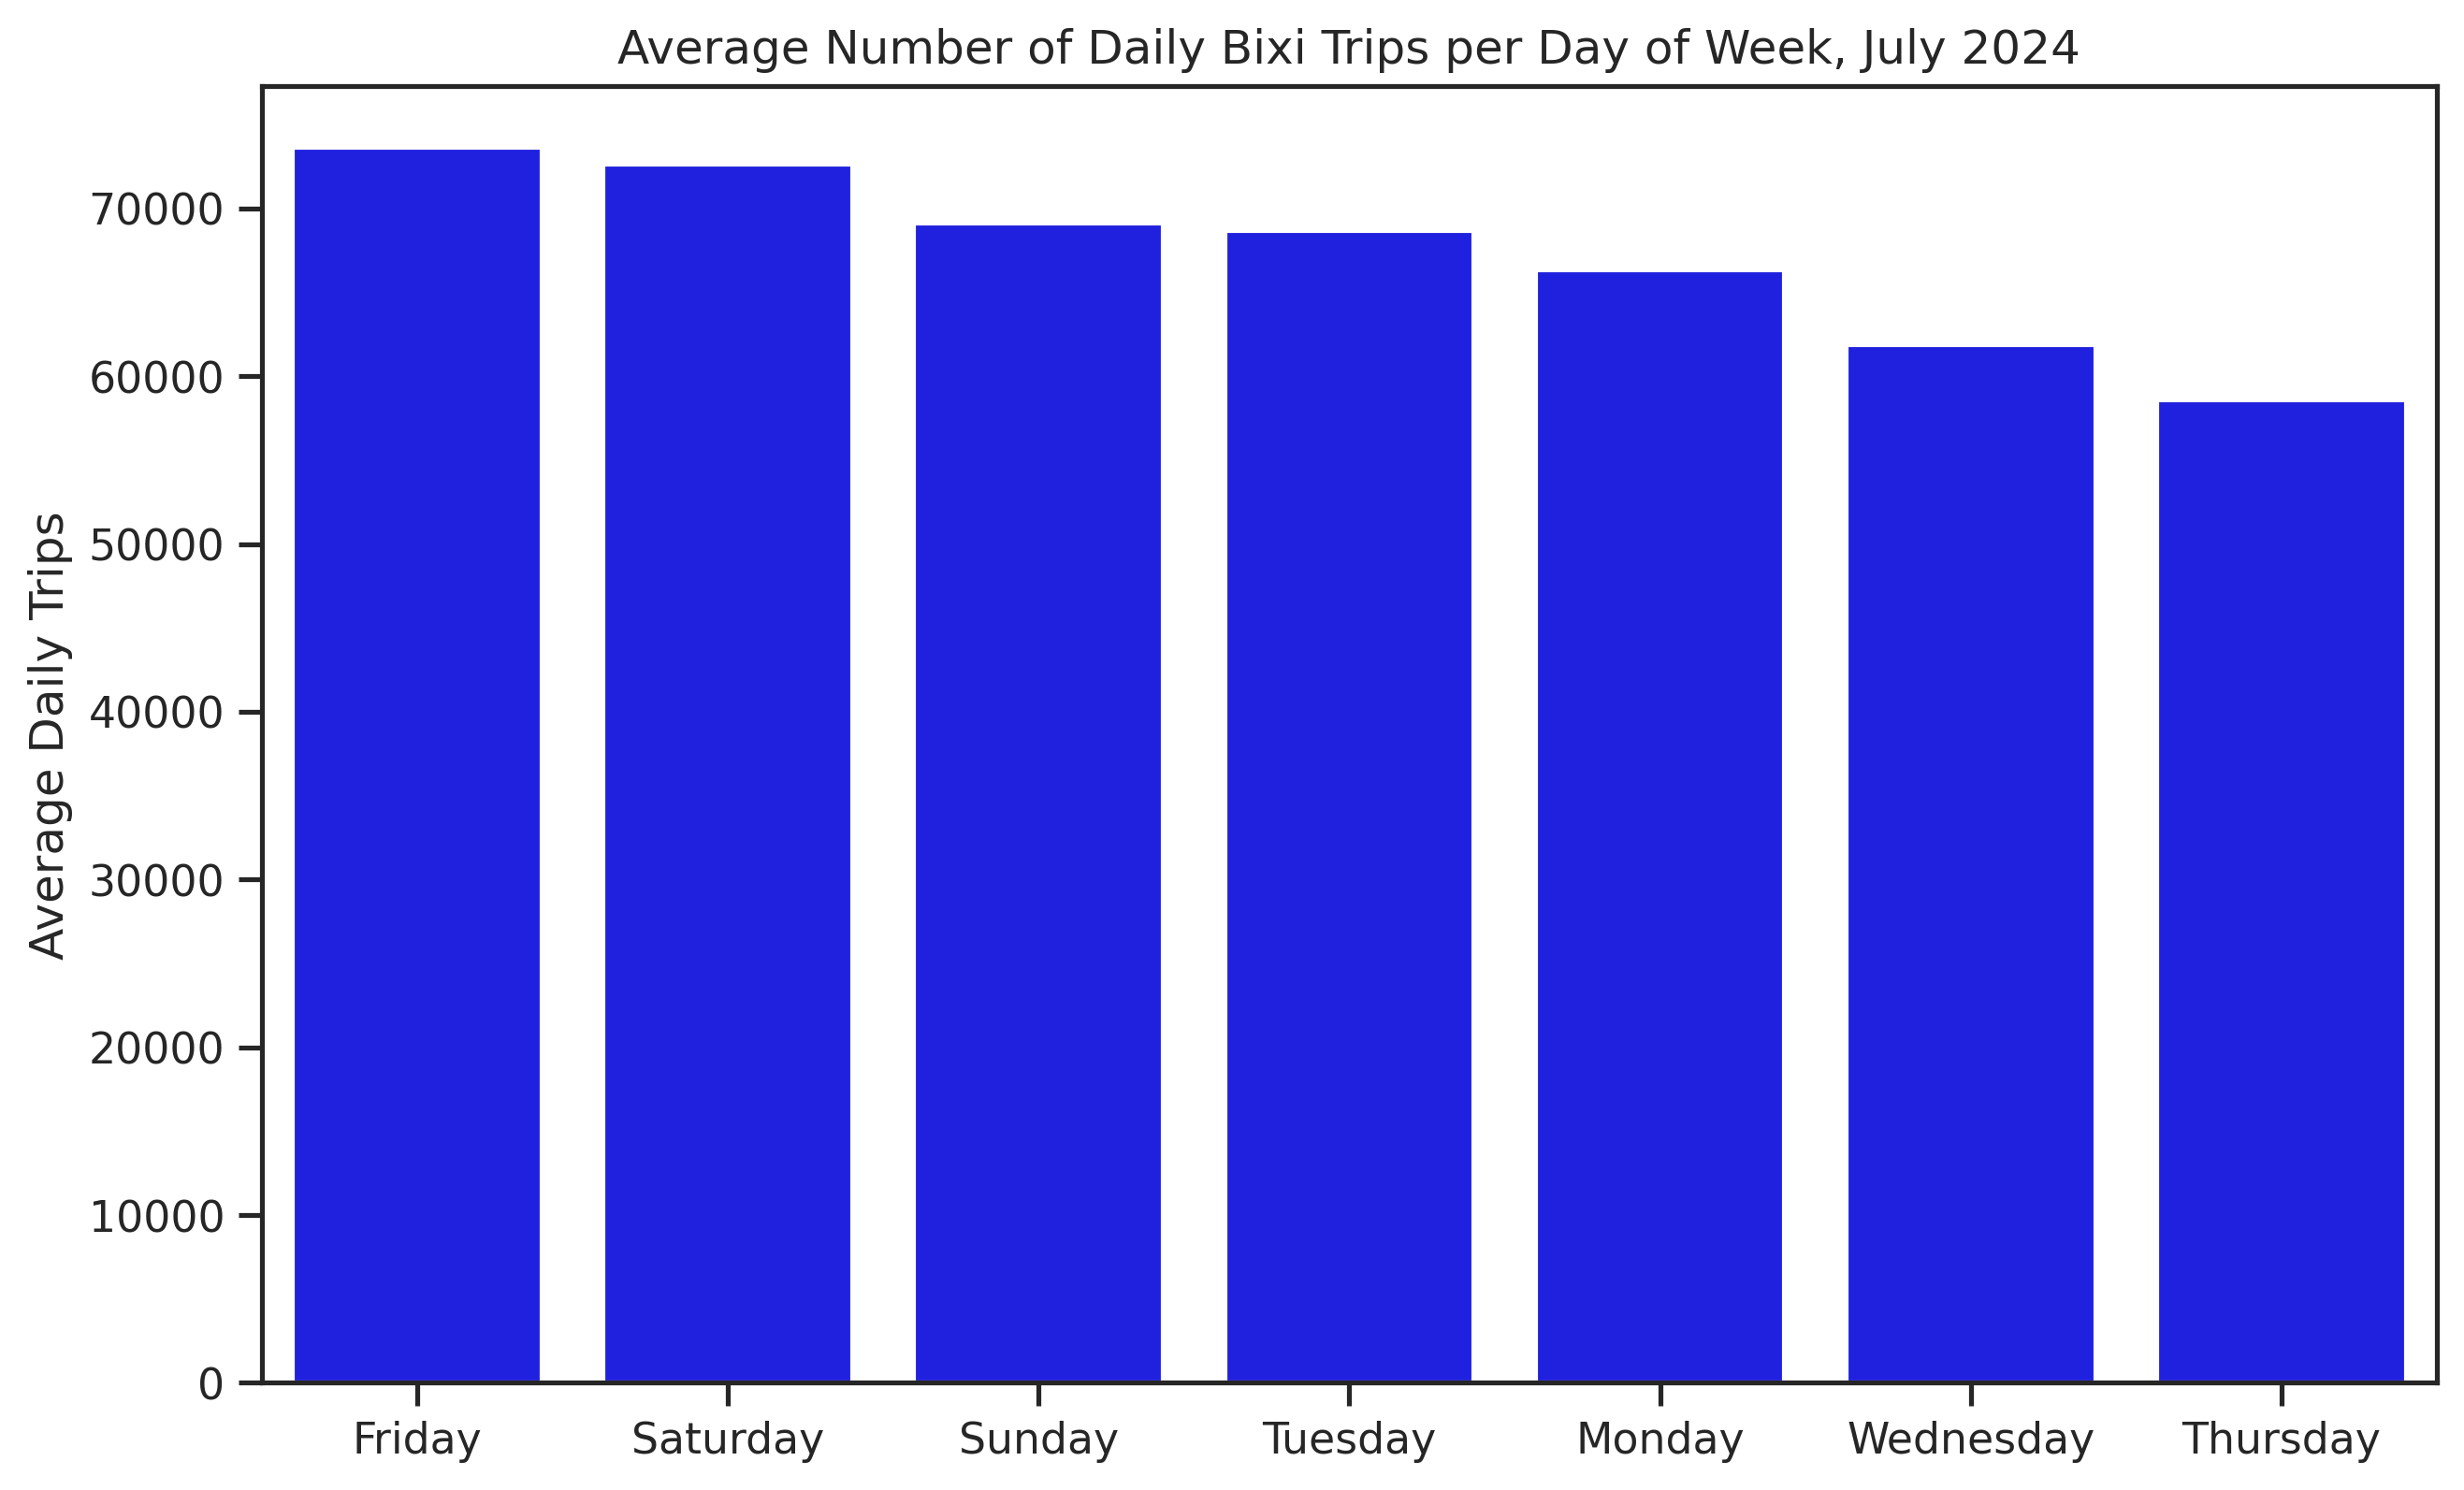 Average Number of Daily Bixi Trips per Day of Week, July 2024
Average Daily Trips
70000
60000
50000
40000
30000
20000
10000
0
Friday Saturday Sunday Tuesday Monday Wednesday Thursday